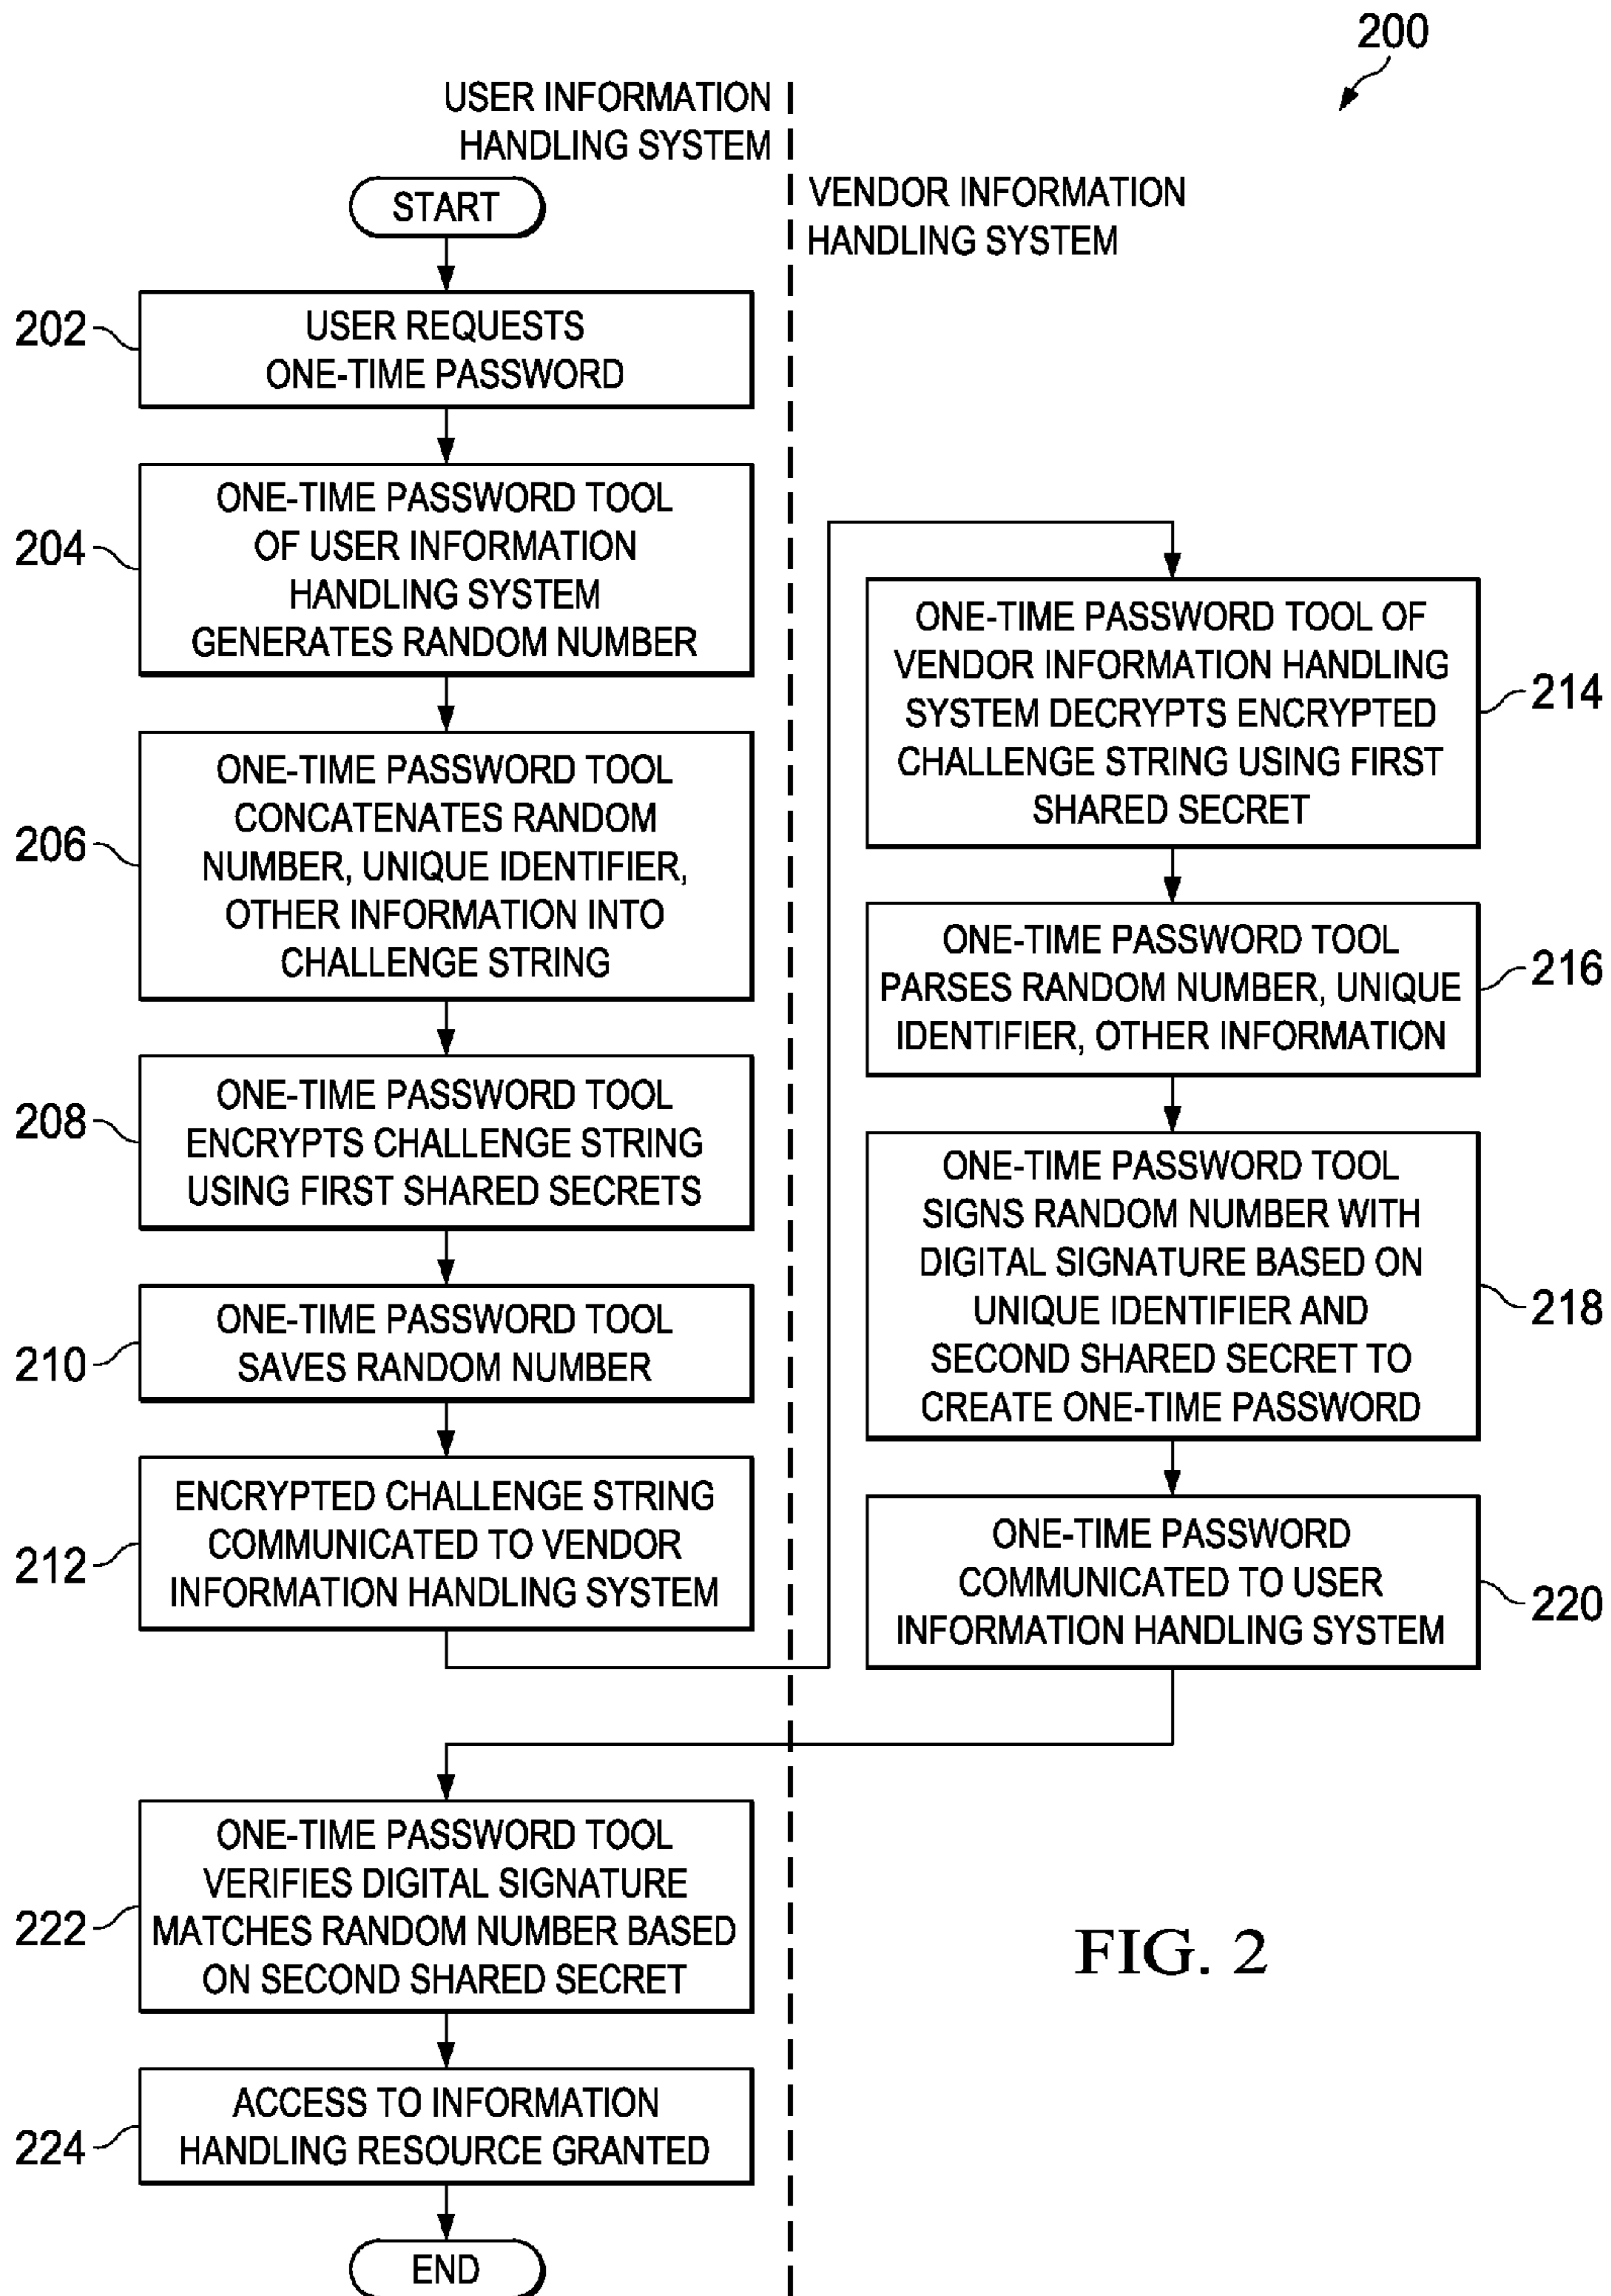 200
USER INFORMATION
HANDLING SYSTEM
VENDOR INFORMATION
HANDLING SYSTEM
START
202
USER REQUESTS
ONE-TIME PASSWORD
204
ONE-TIME PASSWORD TOOL
OF USER INFORMATION
HANDLING SYSTEM
GENERATES RANDOM NUMBER
206
ONE-TIME PASSWORD TOOL
CONCATENATES RANDOM
NUMBER, UNIQUE IDENTIFIER,
OTHER INFORMATION INTO
CHALLENGE STRING
208
ONE-TIME PASSWORD TOOL
ENCRYPTS CHALLENGE STRING
USING FIRST SHARED SECRETS
210
ONE-TIME PASSWORD TOOL
SAVES RANDOM NUMBER
212
ENCRYPTED CHALLENGE STRING
COMMUNICATED TO VENDOR
INFORMATION HANDLING SYSTEM
ONE-TIME PASSWORD TOOL OF
VENDOR INFORMATION HANDLING
SYSTEM DECRYPTS ENCRYPTED
CHALLENGE STRING USING FIRST
SHARED SECRET
214
ONE-TIME PASSWORD TOOL
PARSES RANDOM NUMBER, UNIQUE
IDENTIFIER, OTHER INFORMATION
216
ONE-TIME PASSWORD TOOL
SIGNS RANDOM NUMBER WITH
DIGITAL SIGNATURE BASED ON
UNIQUE IDENTIFIER AND
SECOND SHARED SECRET TO
CREATE ONE-TIME PASSWORD
218
ONE-TIME PASSWORD
COMMUNICATED TO USER
INFORMATION HANDLING SYSTEM
220
222
ONE-TIME PASSWORD TOOL
VERIFIES DIGITAL SIGNATURE
MATCHES RANDOM NUMBER BASED
ON SECOND SHARED SECRET
224
ACCESS TO INFORMATION
HANDLING RESOURCE GRANTED
END
FIG. 2